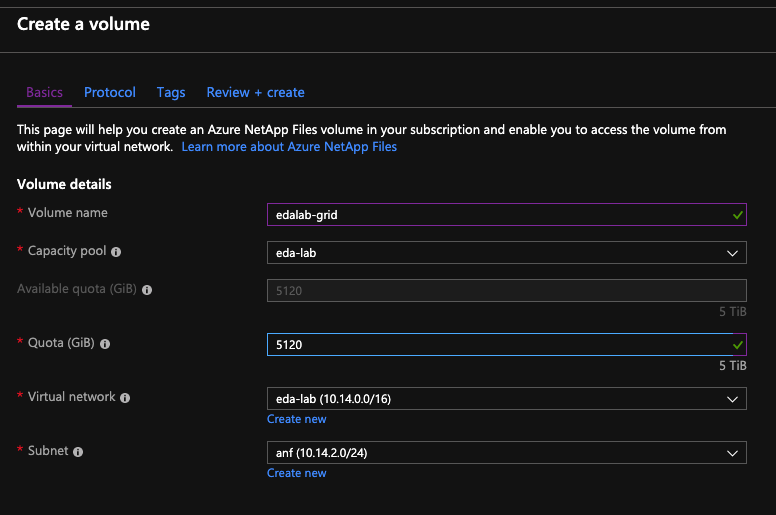 Create a volume
Basics Protocol Tags Review + create
This page will help you create an Azure NetApp Files volume in your subscription and enable you to access the volume from
within your virtual network. Learn more about Azure NetApp Files
Volume details
* Volume name edalab-grid
* Capacity pool eda-lab
Available quota (GiB) 5120
5 TiB
* Quota (GiB) 5120
5 TiB
* Virtual network eda-lab (10.14.0.0/16)
Create new
* Subnet anf (10.14.2.0/24)
Create new